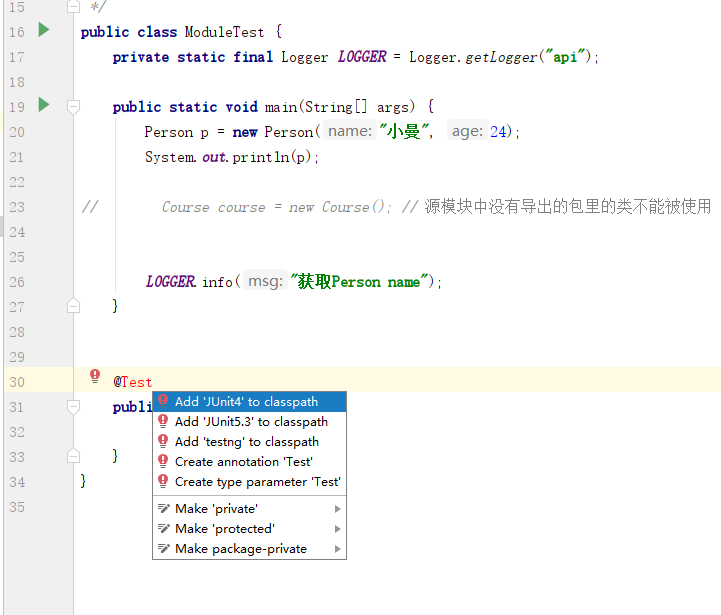 15 */
16 public class ModuleTest {
17 private static final Logger LOGGER = Logger.getLogger("api");
18
19 public static void main(String[] args) {
20 Person p = new Person( name: "小曼", age: 24);
21 System.out.println(p);
22
23 // Course course = new Course(); // 源模块中没有导出的包里的类不能被使用
24
25
26 LOGGER.info( msg: "获取Person name");
27 }
28
29
30 @Test
31 publi
32
33 }
34 }
35
Add 'JUnit4' to classpath
Add 'JUnit5.3' to classpath
Add 'testng' to classpath
Create annotation 'Test'
Create type parameter 'Test'
Make 'private'
Make 'protected'
Make package-private